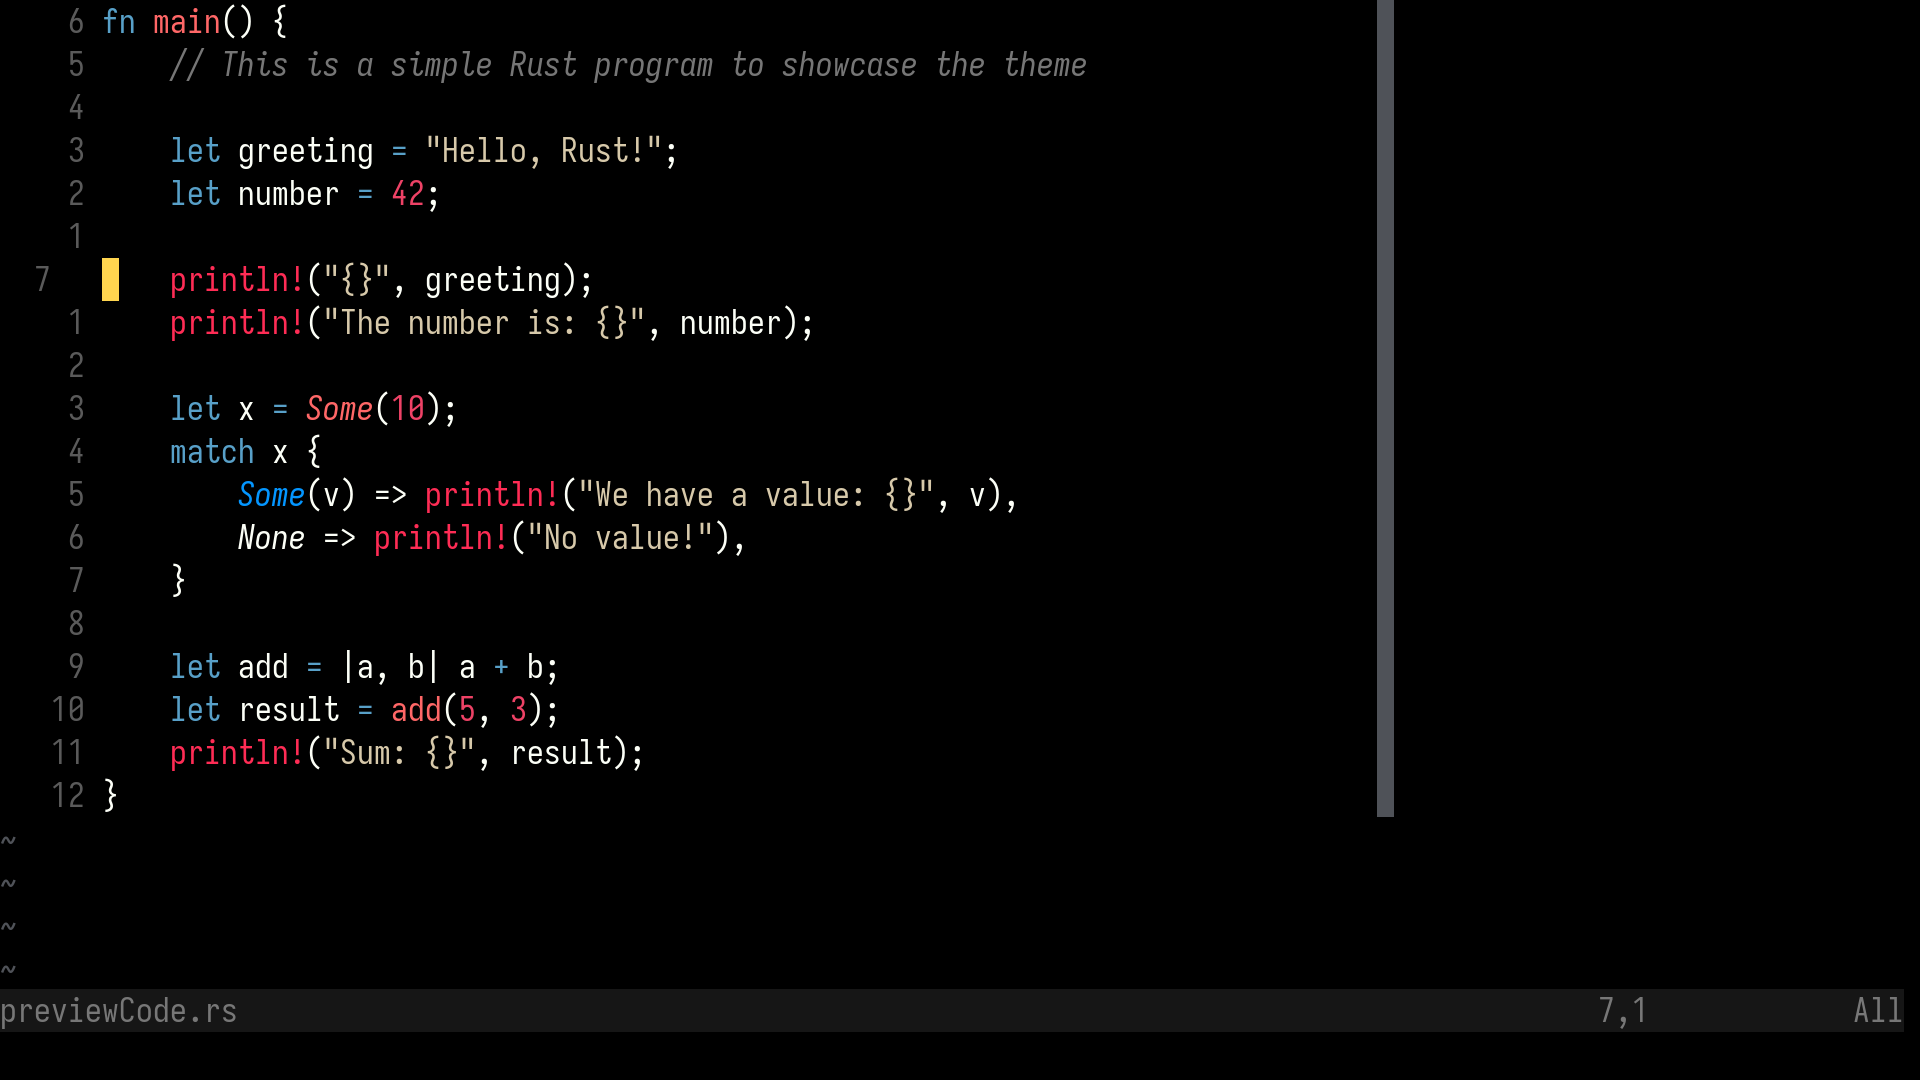 6 fn main() {
5     // This is a simple Rust program to showcase the theme
4
3     let greeting = "Hello, Rust!";
2     let number = 42;
1
7     println!("{}", greeting);
1     println!("The number is: {}", number);
2
3     let x = Some(10);
4     match x {
5         Some(v) => println!("We have a value: {}", v),
6         None => println!("No value!"),
7     }
8
9     let add = |a, b| a + b;
10     let result = add(5, 3);
11     println!("Sum: {}", result);
12 }
~
~
~
~
previewCode.rs 7,1 All